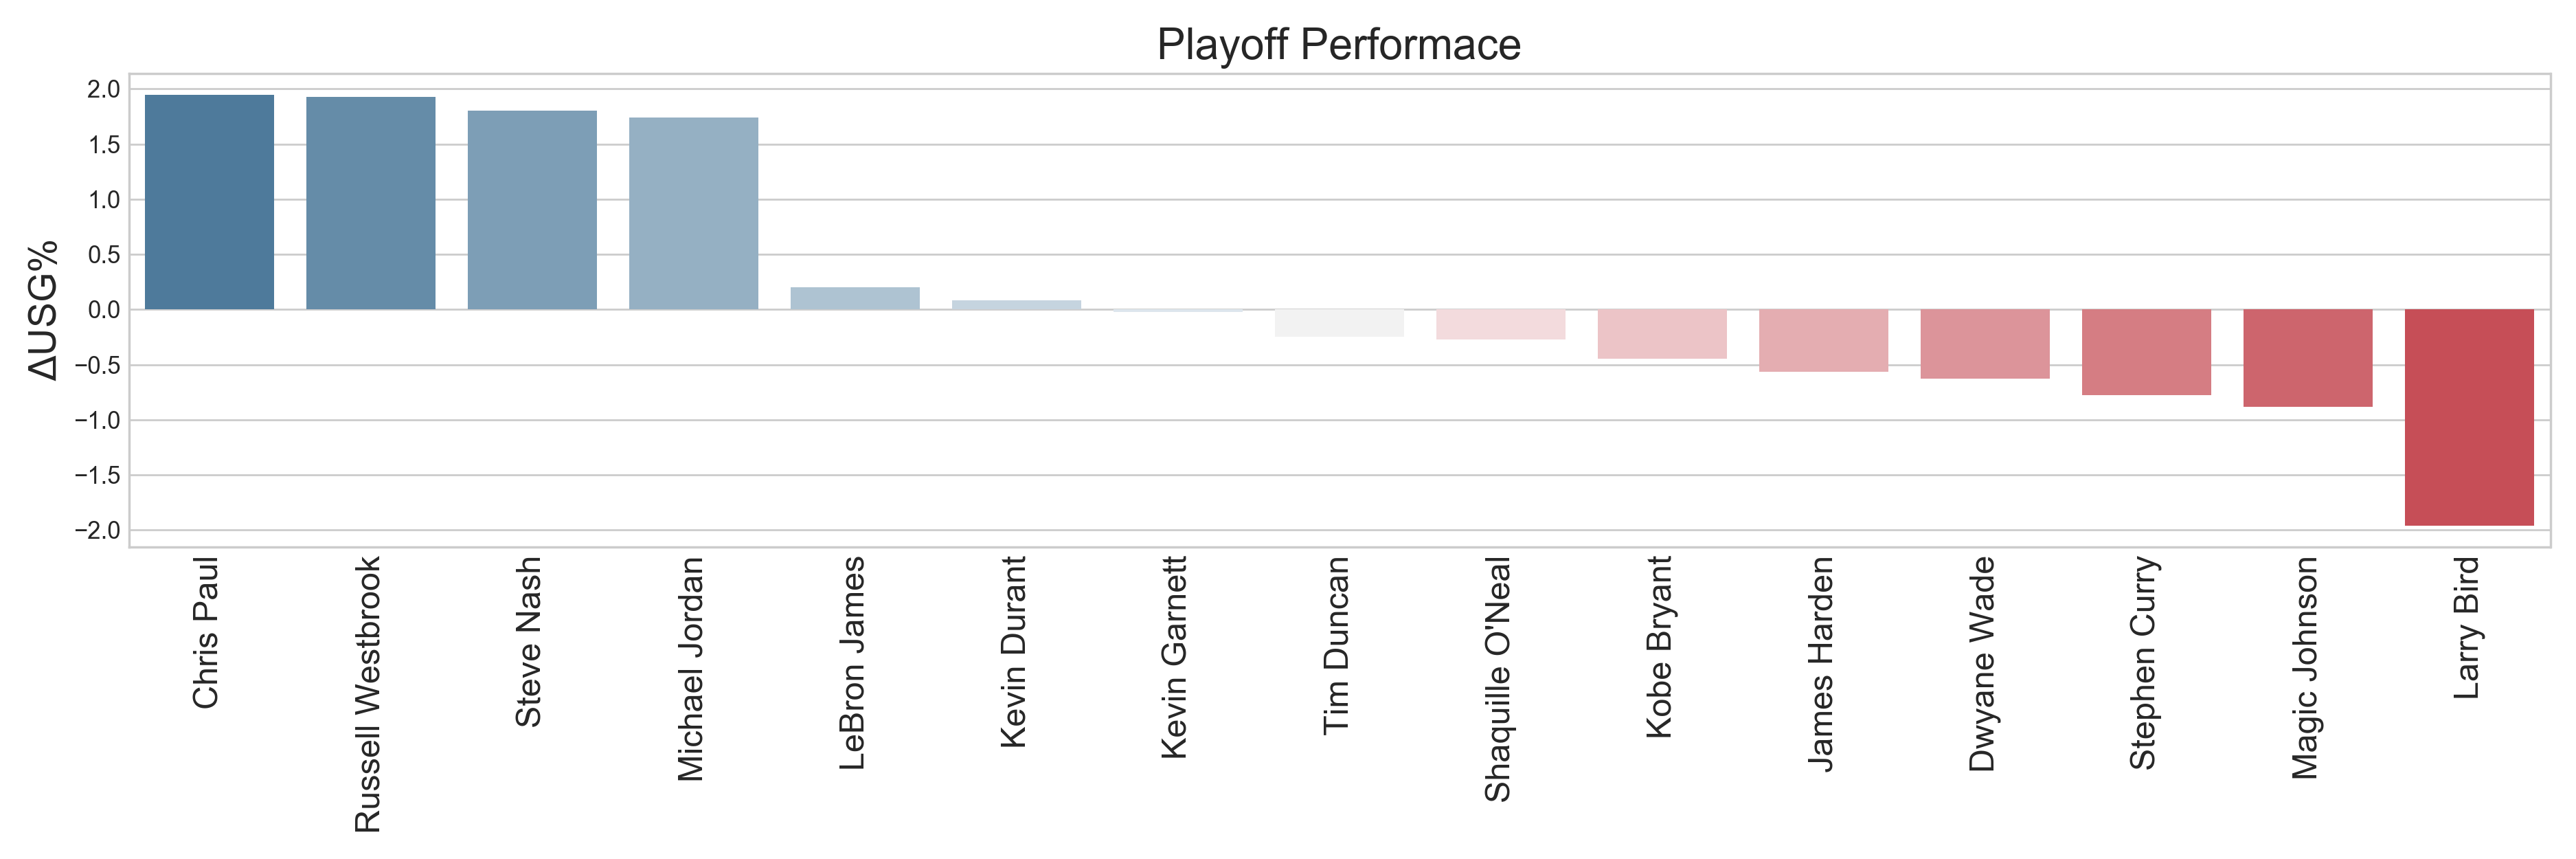 Playoff Performace
ΔUSG%
2.0
1.5
1.0
0.5
0.0
−0.5
−1.0
−1.5
−2.0
Chris Paul
Russell Westbrook
Steve Nash
Michael Jordan
LeBron James
Kevin Durant
Kevin Garnett
Tim Duncan
Shaquille O'Neal
Kobe Bryant
James Harden
Dwyane Wade
Stephen Curry
Magic Johnson
Larry Bird